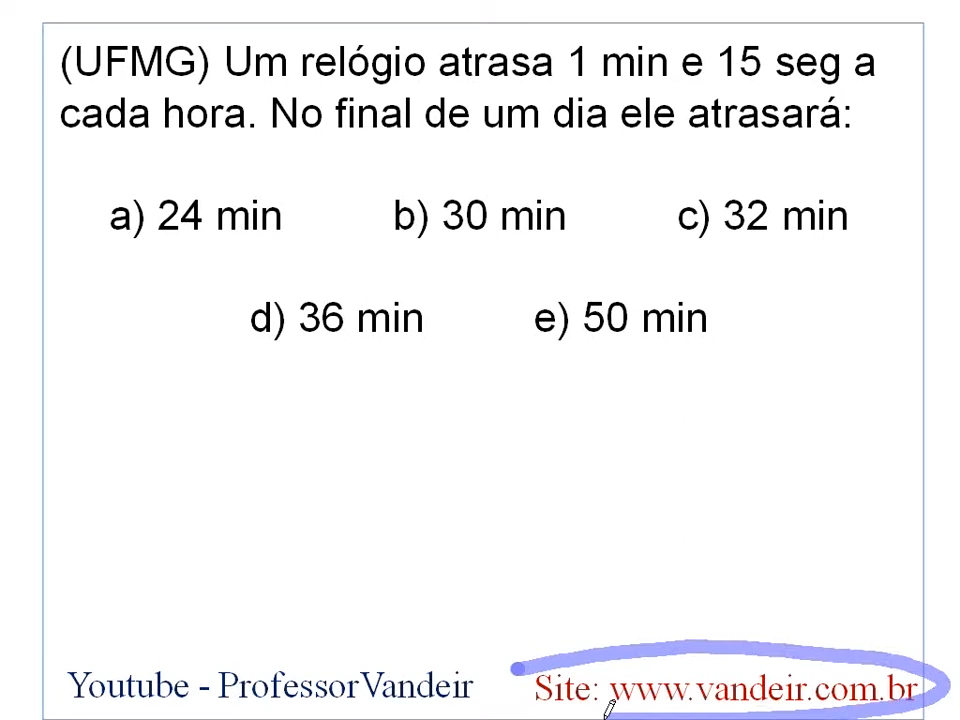 (UFMG) Um relógio atrasa 1 min e 15 seg a
cada hora. No final de um dia ele atrasará:
a) 24 min b) 30 min c) 32 min
d) 36 min e) 50 min
Youtube - ProfessorVandeir Site: www.vandeir.com.br